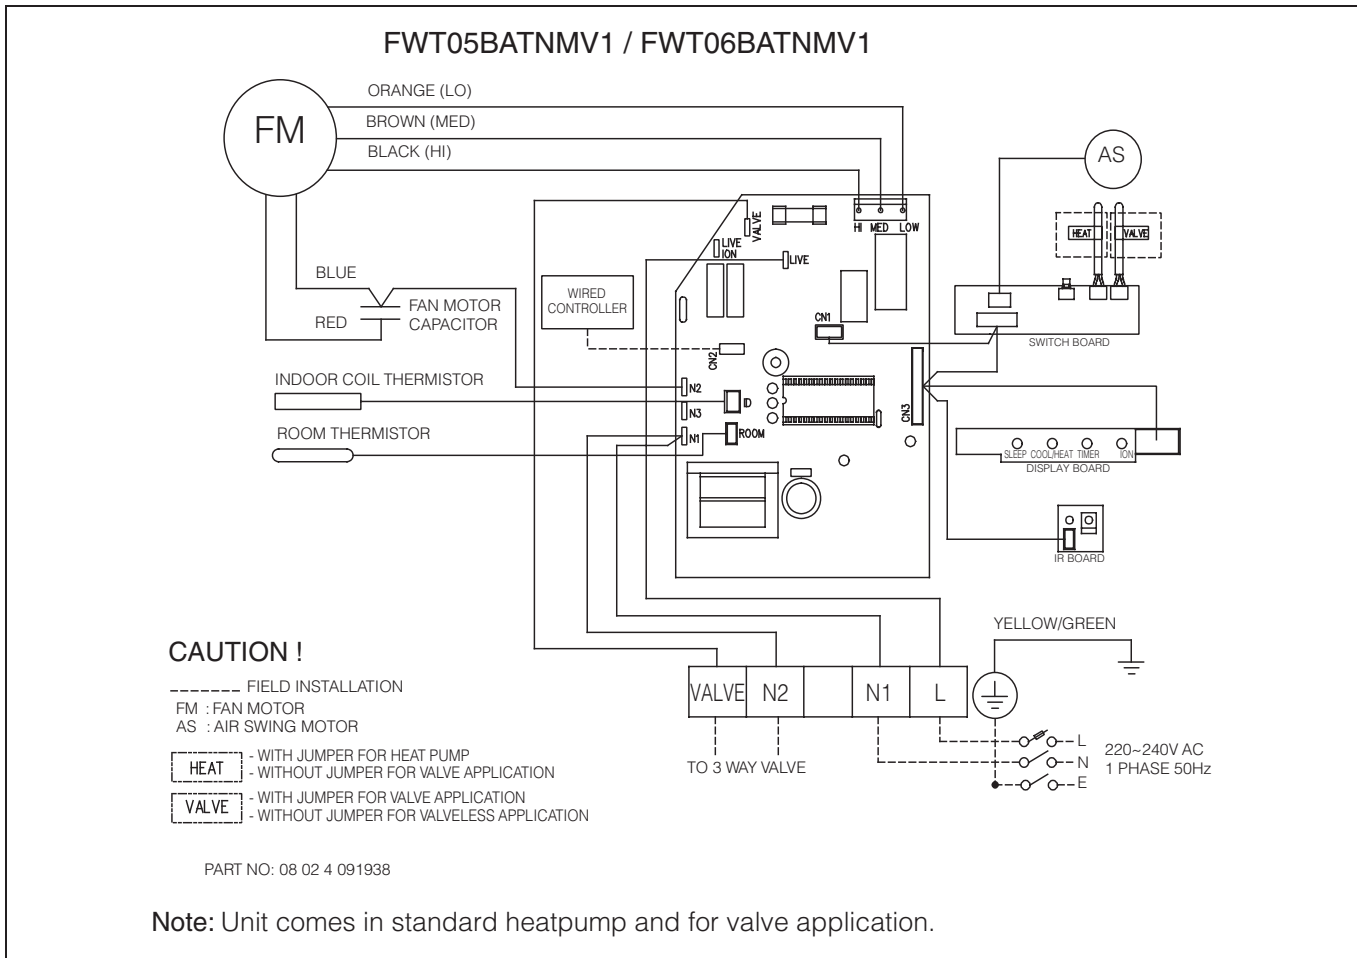 FWT05BATNMV1 / FWT06BATNMV1
ORANGE (LO)
BROWN (MED)
BLACK (HI)
FM
AS
HEAT
VALVE
VALVE
HI MED LOW
LIVE
ION
LIVE
BLUE
RED
FAN MOTOR
CAPACITOR
WIRED
CONTROLLER
CN1
CN2
SWITCH BOARD
INDOOR COIL THERMISTOR
N2
ID
N3
CN3
ROOM THERMISTOR
N1
ROOM
SLEEP COOL/HEAT TIMER ION
DISPLAY BOARD
IR BOARD
YELLOW/GREEN
CAUTION !
FIELD INSTALLATION
FM : FAN MOTOR
AS : AIR SWING MOTOR
HEAT
- WITH JUMPER FOR HEAT PUMP
- WITHOUT JUMPER FOR VALVE APPLICATION
VALVE
- WITH JUMPER FOR VALVE APPLICATION
- WITHOUT JUMPER FOR VALVELESS APPLICATION
VALVE N2 N1 L
TO 3 WAY VALVE
L
N
E
220~240V AC
1 PHASE 50Hz
PART NO: 08 02 4 091938
Note: Unit comes in standard heatpump and for valve application.